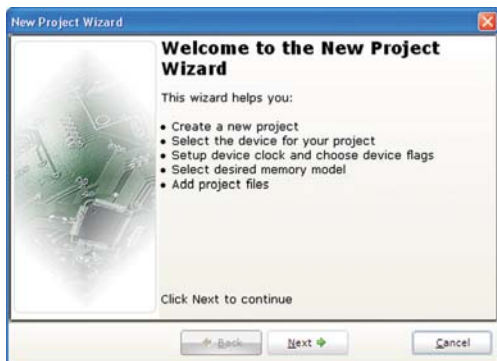 New Project Wizard
Welcome to the New Project
Wizard
This wizard helps you:
• Create a new project
• Select the device for your project
• Setup device clock and choose device flags
• Select desired memory model
• Add project files
Click Next to continue
Back Next Cancel